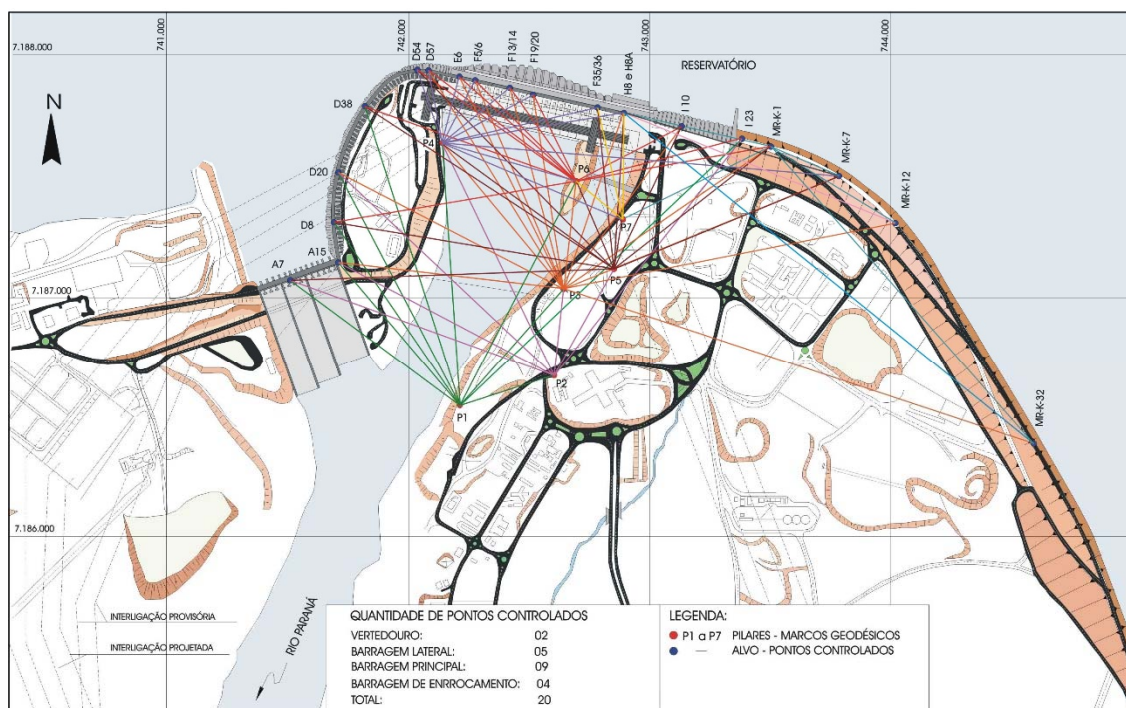 741.000
742.000
743.000
744.000
7.188.000
7.187.000
7.186.000
N
D54
D57
E6
F5/6
F13/14
F19/20
F35/36
H8 e H8A
RESERVATÓRIO
I 10
I 23
MR-K-1
MR-K-7
MR-K-12
MR-K-32
D38
D20
D8
A15
A7
P4
P6
P7
P5
P3
P2
P1
INTERLIGAÇÃO PROVISÓRIA
INTERLIGAÇÃO PROJETADA
RIO PARANÁ
QUANTIDADE DE PONTOS CONTROLADOS
VERTEDOURO: 02
BARRAGEM LATERAL: 05
BARRAGEM PRINCIPAL: 09
BARRAGEM DE ENRROCAMENTO: 04
TOTAL: 20
LEGENDA:
P1 a P7 PILARES - MARCOS GEODÉSICOS
— ALVO - PONTOS CONTROLADOS